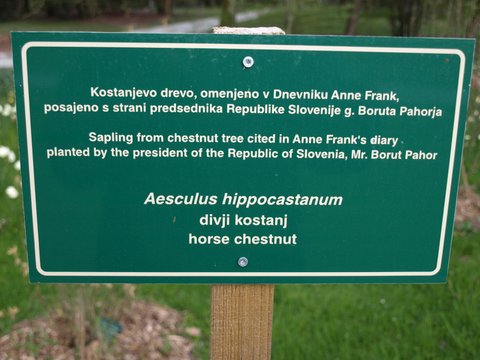 Kostanjevo drevo, omenjeno v Dnevniku Anne Frank,
posajeno s strani predsednika Republike Slovenije g. Boruta Pahorja
Sapling from chestnut tree cited in Anne Frank's diary
planted by the president of the Republic of Slovenia, Mr. Borut Pahor
Aesculus hippocastanum
divji kostanj
horse chestnut